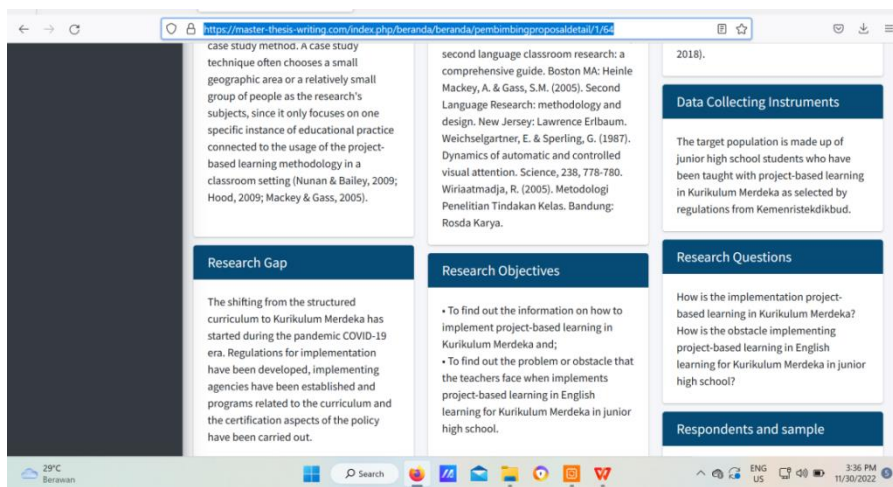 https://master-thesis-writing.com/index.php/beranda/beranda/pembimbingproposaldetail/1/64
case study method. A case study
technique often chooses a small
geographic area or a relatively small
group of people as the research's
subjects, since it only focuses on one
specific instance of educational practice
connected to the usage of the project-
based learning methodology in a
classroom setting (Nunan & Bailey, 2009;
Hood, 2009; Mackey & Gass, 2005).
Research Gap
The shifting from the structured
curriculum to Kurikulum Merdeka has
started during the pandemic COVID-19
era. Regulations for implementation
have been developed, implementing
agencies have been established and
programs related to the curriculum and
the certification aspects of the policy
have been carried out.
second language classroom research: a
comprehensive guide. Boston MA: Heinle
Mackey, A. & Gass, S.M. (2005). Second
Language Research: methodology and
design. New Jersey: Lawrence Erlbaum.
Weichselgartner, E. & Sperling, G. (1987).
Dynamics of automatic and controlled
visual attention. Science, 238, 778-780.
Wiriaatmadja, R. (2005). Metodologi
Penelitian Tindakan Kelas. Bandung:
Rosda Karya.
Research Objectives
• To find out the information on how to
implement project-based learning in
Kurikulum Merdeka and;
• To find out the problem or obstacle that
the teachers face when implements
project-based learning in English
learning for Kurikulum Merdeka in junior
high school.
2018).
Data Collecting Instruments
The target population is made up of
junior high school students who have
been taught with project-based learning
in Kurikulum Merdeka as selected by
regulations from Kemenristekdikbud.
Research Questions
How is the implementation project-
based learning in Kurikulum Merdeka?
How is the obstacle implementing
project-based learning in English
learning for Kurikulum Merdeka in junior
high school?
Respondents and sample
29°C
Berawan
Search
ENG
US
3:36 PM
11/30/2022